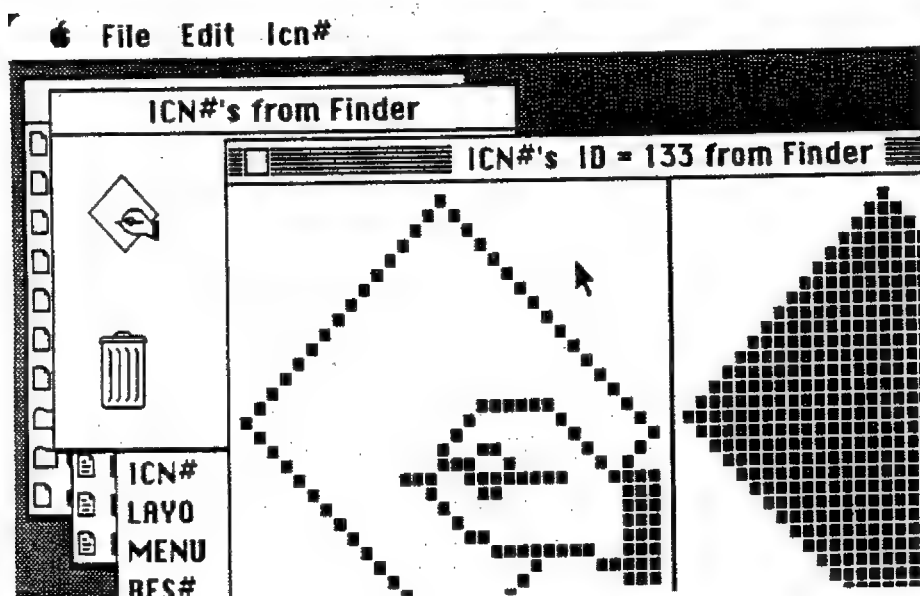 File Edit Icn#
ICN#'s from Finder
ICN#'s ID = 133 from Finder
ICN#
LAYO
MENU